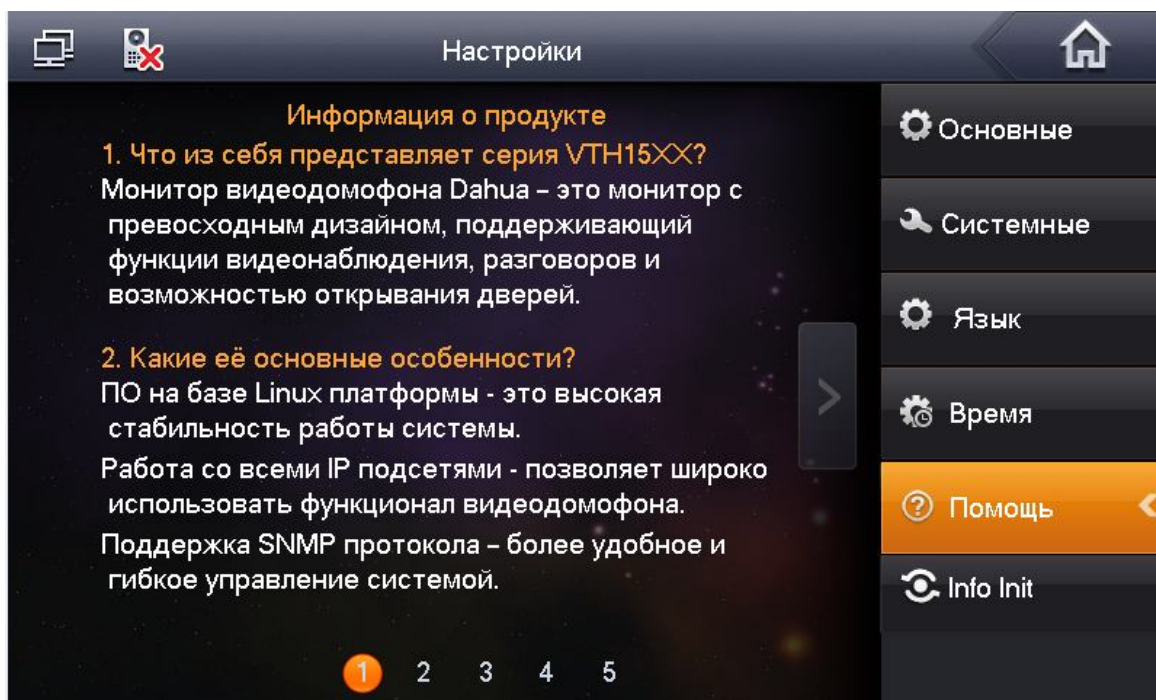 Настройки
Информация о продукте
1. Что из себя представляет серия VTH15XX?
Монитор видеодомофона Dahua – это монитор с
превосходным дизайном, поддерживающий
функции видеонаблюдения, разговоров и
возможностью открывания дверей.
2. Какие её основные особенности?
ПО на базе Linux платформы - это высокая
стабильность работы системы.
Работа со всеми IP подсетями - позволяет широко
использовать функционал видеодомофона.
Поддержка SNMP протокола – более удобное и
гибкое управление системой.
1 2 3 4 5
Основные
Системные
Язык
Время
Помощь
Info Init